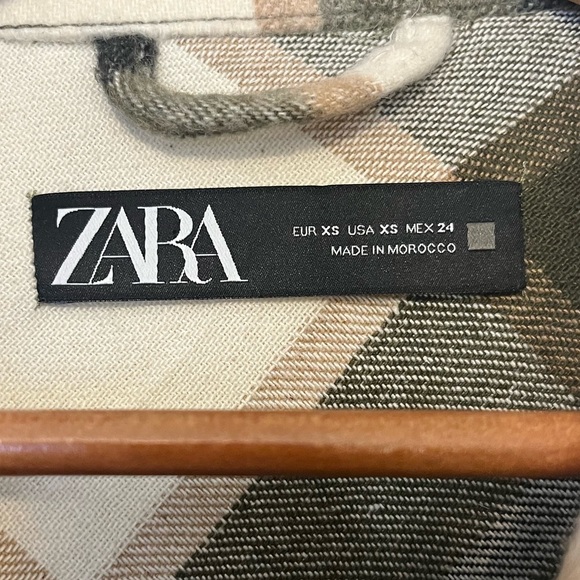 ZARA
EUR XS USA XS MEX 24
MADE IN MOROCCO